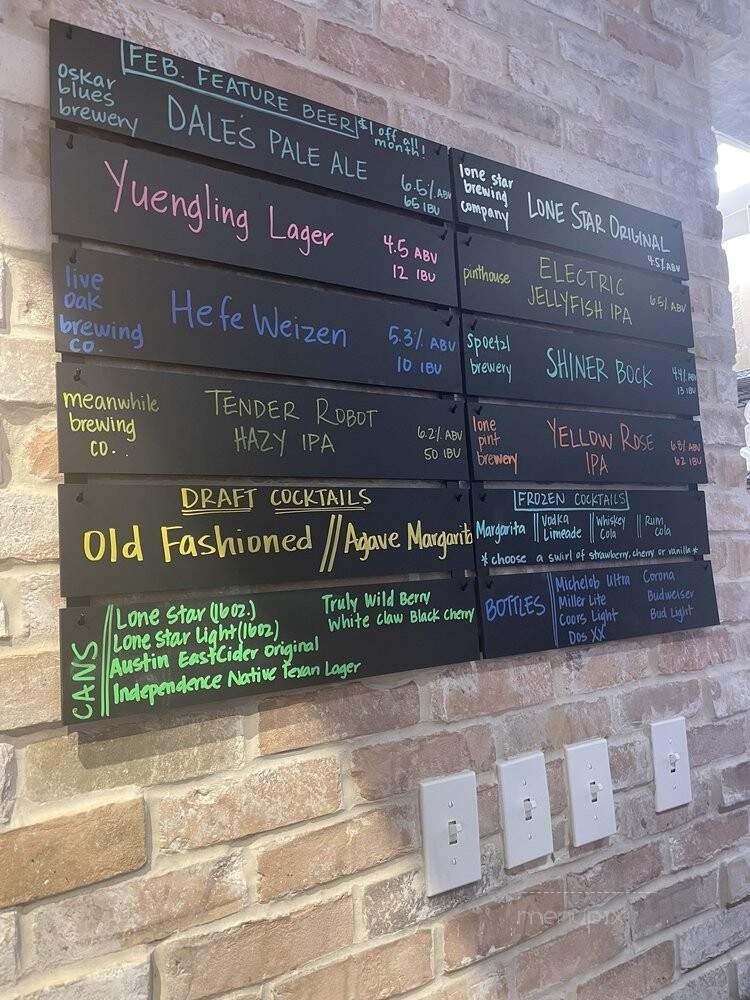 FEB. FEATURE BEER
$1 off all
month!
oskar
blues
brewery
DALE'S PALE ALE
6.5% ABV
65 IBU
Yuengling Lager
4.5 ABV
12 IBU
live
oak
brewing
co.
Hefe Weizen
5.3% ABV
10 IBU
meanwhile
brewing
co.
TENDER ROBOT
HAZY IPA
6.2% ABV
50 IBU
DRAFT COCKTAILS
Old Fashioned // Agave Margarita
CANS
Lone Star (16oz.)
Lone Star Light (16oz)
Austin EastCider original
Independence Native Texan Lager
Truly Wild Berry
White Claw Black Cherry
lone star
brewing
company
LONE STAR ORIGINAL
4.5% ABV
pinthouse
ELECTRIC
JELLYFISH IPA
6.5% ABV
spoetzl
brewery
SHINER BOCK
4.4% ABV
13 IBU
lone
pint
brewery
YELLOW ROSE
IPA
6.8% ABV
62 IBU
FROZEN COCKTAILS
Margarita || Vodka Limeade || Whiskey Cola || Rum Cola
*choose a swirl of strawberry, cherry or vanilla*
BOTTLES
Michelob Ultra
Miller Lite
Coors Light
Dos XX
Corona
Budweiser
Bud Light
menupix